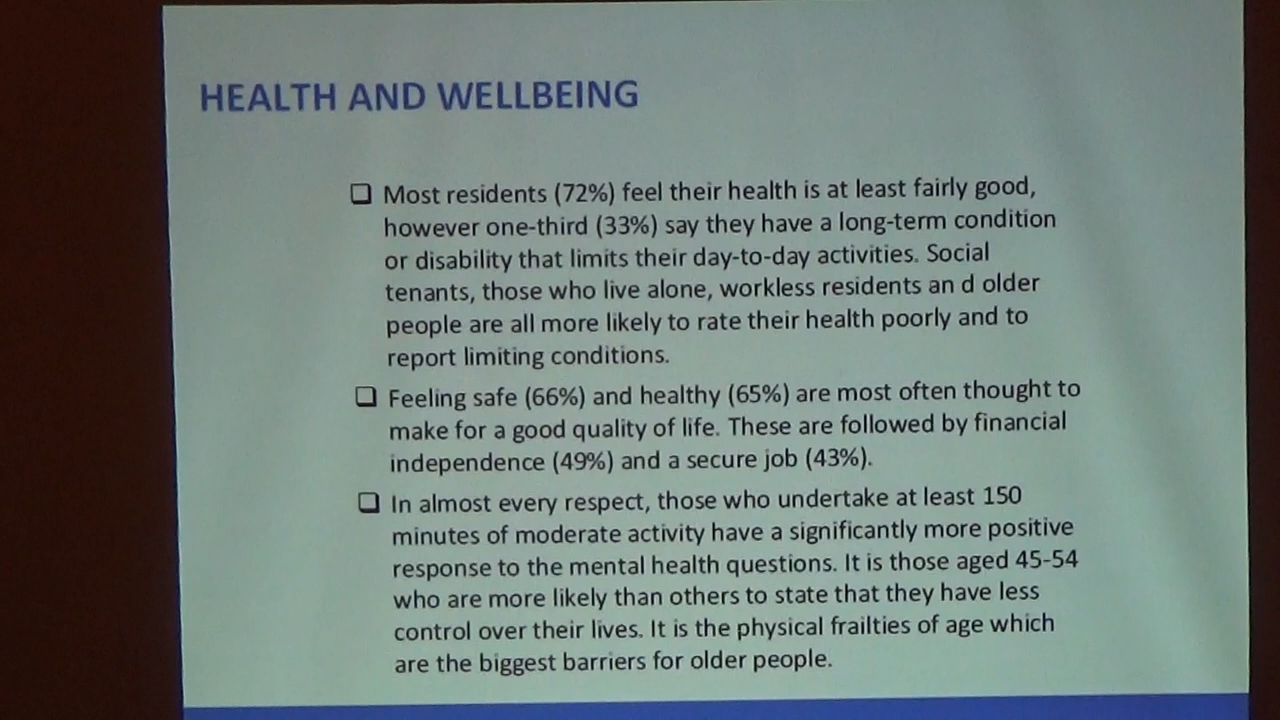 HEALTH AND WELLBEING
Most residents (72%) feel their health is at least fairly good,
however one-third (33%) say they have a long-term condition
or disability that limits their day-to-day activities. Social
tenants, those who live alone, workless residents an d older
people are all more likely to rate their health poorly and to
report limiting conditions.
Feeling safe (66%) and healthy (65%) are most often thought to
make for a good quality of life. These are followed by financial
independence (49%) and a secure job (43%).
In almost every respect, those who undertake at least 150
minutes of moderate activity have a significantly more positive
response to the mental health questions. It is those aged 45-54
who are more likely than others to state that they have less
control over their lives. It is the physical frailties of age which
are the biggest barriers for older people.